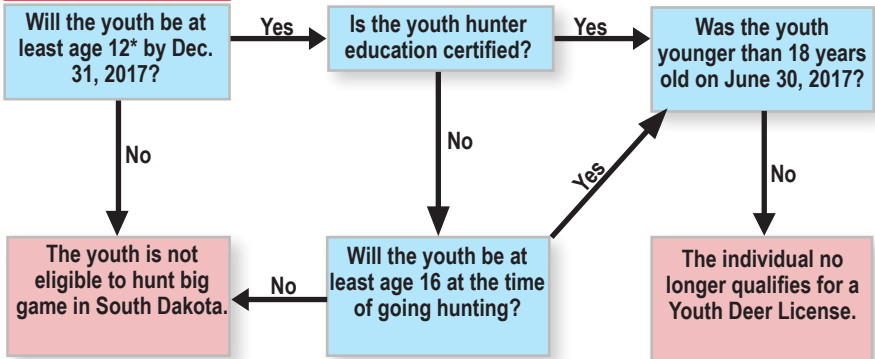 Will the youth be at
least age 12* by Dec.
31, 2017?
Yes
Is the youth hunter
education certified?
Yes
Was the youth
younger than 18 years
old on June 30, 2017?
No
No
Yes
No
The youth is not
eligible to hunt big
game in South Dakota.
No
Will the youth be at
least age 16 at the time
of going hunting?
The individual no
longer qualifies for a
Youth Deer License.